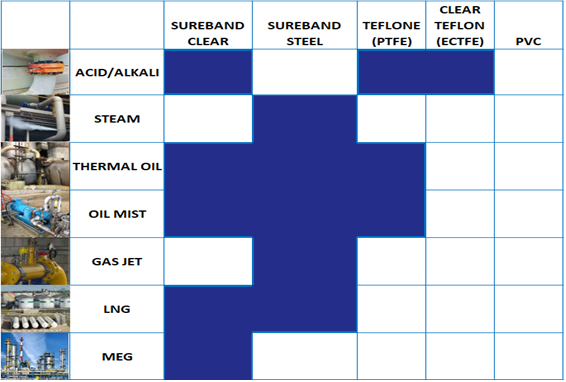 SUREBAND
CLEAR
SUREBAND
STEEL
TEFLONE
(PTFE)
CLEAR
TEFLON
(ECTFE)
PVC
ACID/ALKALI
STEAM
THERMAL OIL
OIL MIST
GAS JET
LNG
MEG